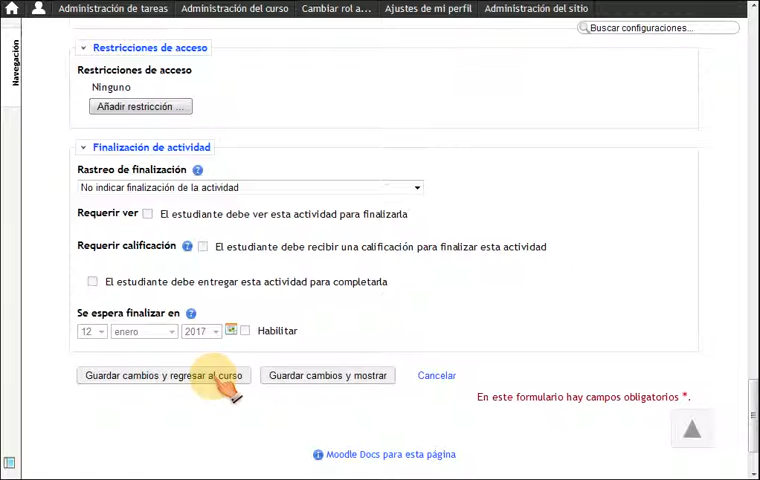 Administración de tareas Administración del curso Cambiar rol a... Ajustes de mi perfil Administración del sitio
Buscar configuraciones...
Navegación
Restricciones de acceso
Restricciones de acceso
Ninguno
Añadir restricción ...
Finalización de actividad
Rastreo de finalización
No indicar finalización de la actividad
Requerir ver El estudiante debe ver esta actividad para finalizarla
Requerir calificación El estudiante debe recibir una calificación para finalizar esta actividad
El estudiante debe entregar esta actividad para completarla
Se espera finalizar en
12 enero 2017 Habilitar
Guardar cambios y regresar al curso Guardar cambios y mostrar Cancelar
En este formulario hay campos obligatorios *.
Moodle Docs para esta página